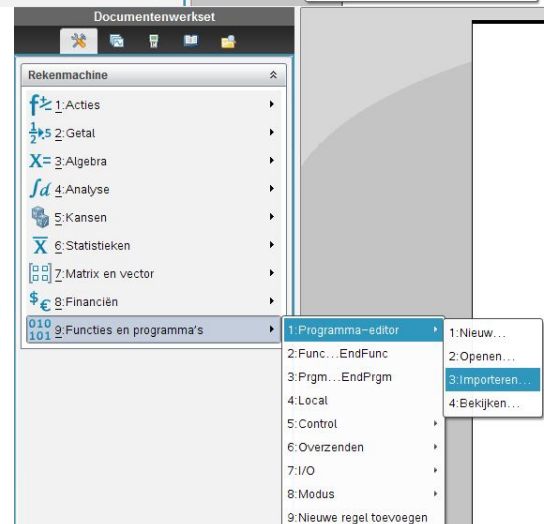 Documentenwerkset
Rekenmachine
1:Acties
2:Getal
X= 3:Algebra
∫d 4:Analyse
5:Kansen
X 6:Statistieken
7:Matrix en vector
$€ 8:Financiën
010 101 9:Functies en programma's
1:Programma-editor
2:Func...EndFunc
3:Prgm...EndPrgm
4:Local
5:Control
6:Overzenden
7:I/O
8:Modus
9:Nieuwe regel toevoegen
1:Nieuw...
2:Openen...
3:Importeren...
4:Bekijken...